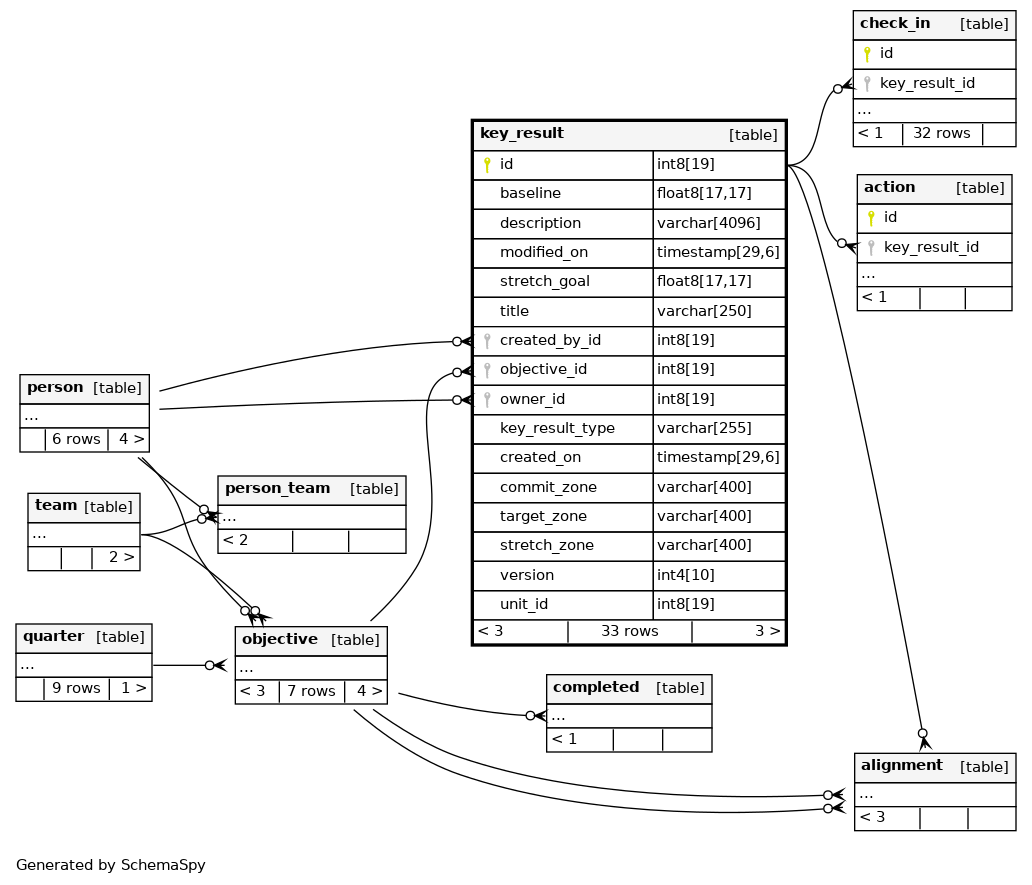 check_in [table]
id
key_result_id
...
< 1 32 rows
key_result [table]
id int8[19]
baseline float8[17,17]
description varchar[4096]
modified_on timestamp[29,6]
stretch_goal float8[17,17]
title varchar[250]
created_by_id int8[19]
objective_id int8[19]
owner_id int8[19]
key_result_type varchar[255]
created_on timestamp[29,6]
commit_zone varchar[400]
target_zone varchar[400]
stretch_zone varchar[400]
version int4[10]
unit_id int8[19]
< 3 33 rows 3 >
action [table]
id
key_result_id
...
< 1
person [table]
...
6 rows 4 >
team [table]
...
2 >
person_team [table]
...
< 2
quarter [table]
...
9 rows 1 >
objective [table]
...
< 3 7 rows 4 >
completed [table]
...
< 1
alignment [table]
...
< 3
Generated by SchemaSpy